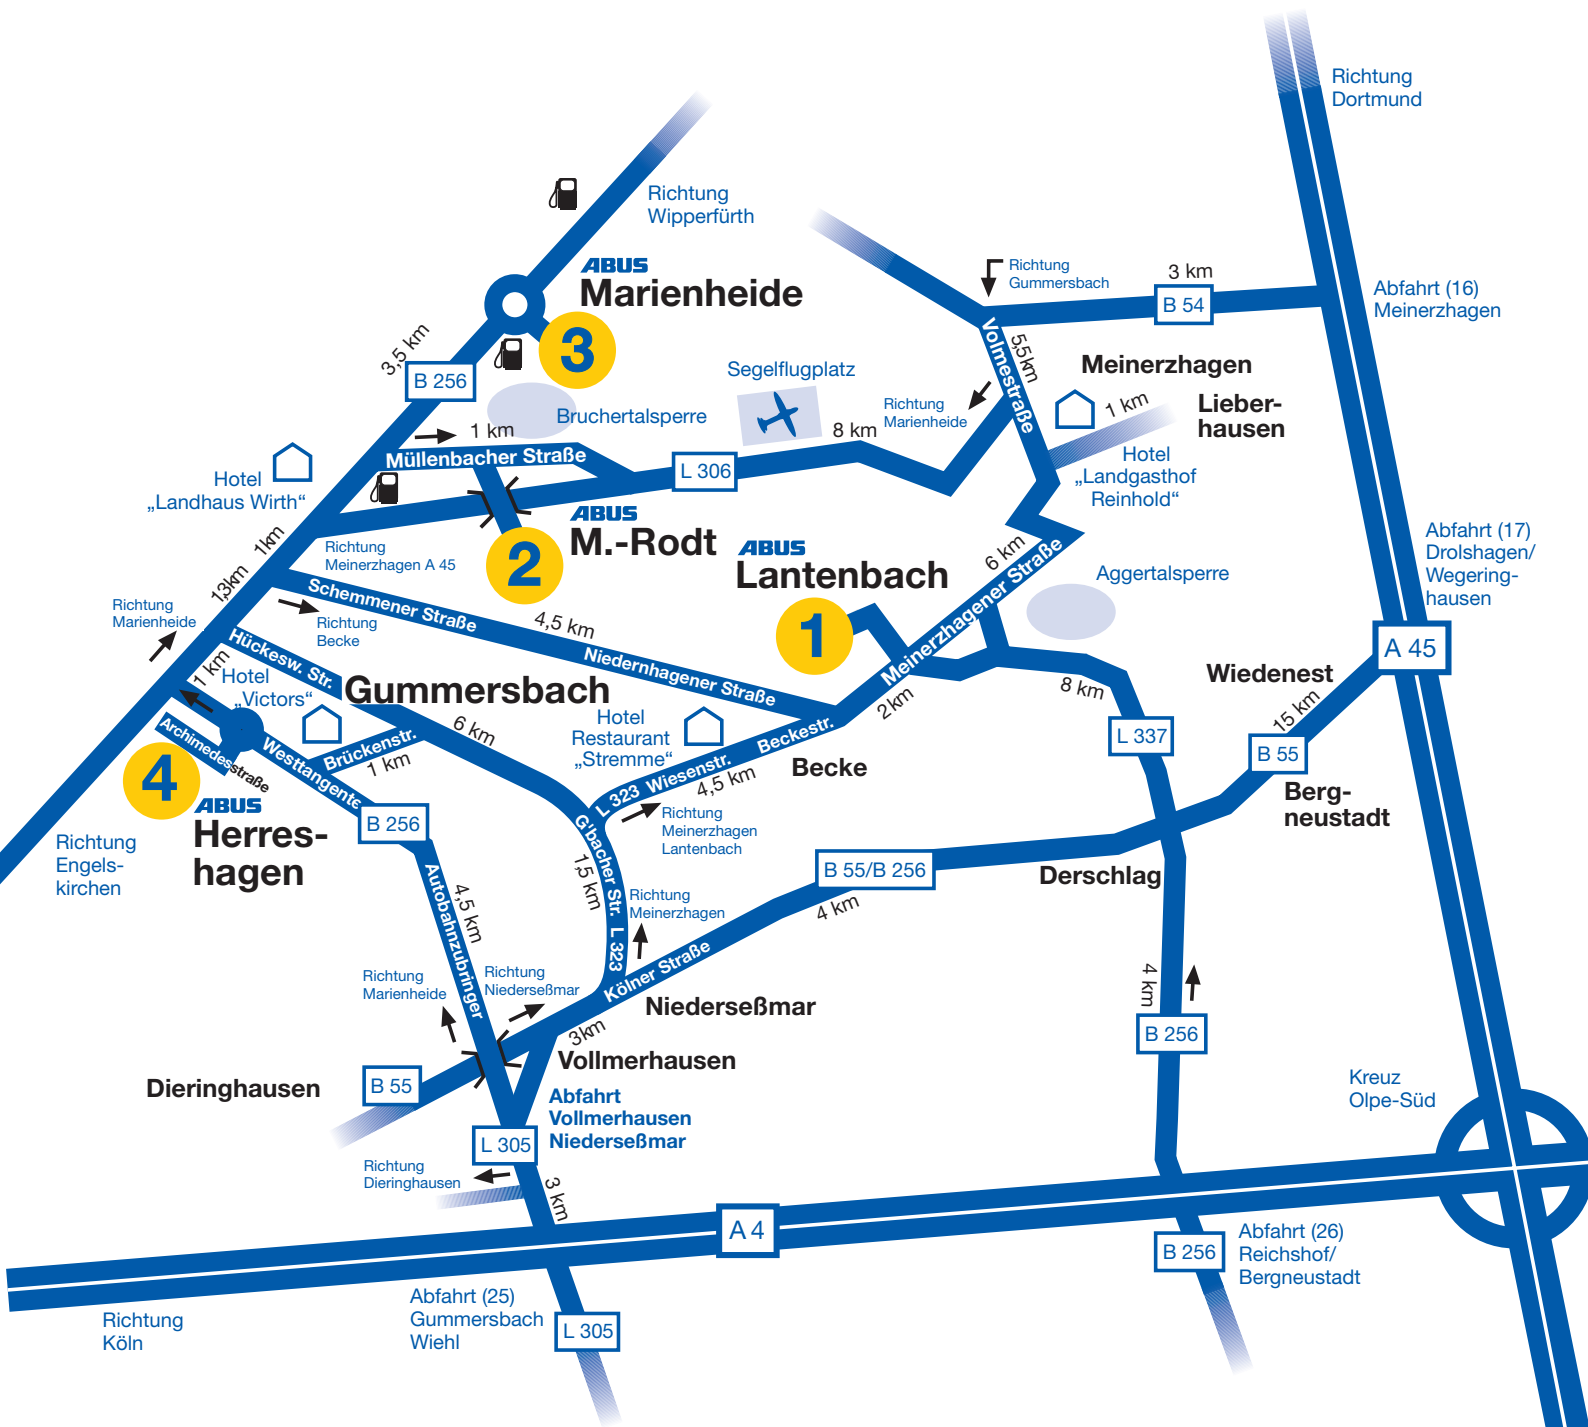 Richtung
Dortmund
Richtung
Wipperfürth
ABUS
Marienheide
3
3,5 km
B 256
Richtung
Gummersbach
3 km
B 54
Abfahrt (16)
Meinerzhagen
Volmestraße
5,5km
Meinerzhagen
Segelflugplatz
Bruchertalsperre
Richtung
Marienheide
1 km
Lieber-
hausen
1 km
Müllenbacher Straße
8 km
L 306
Hotel
„Landgasthof
Reinhold“
Hotel
„Landhaus Wirth“
ABUS
M.-Rodt
2
1km
Richtung
Meinerzhagen A 45
ABUS
Lantenbach
1
6 km
Meinerzhagener Straße
Aggertalsperre
Abfahrt (17)
Drolshagen/
Wegering-
hausen
1,3km
Richtung
Marienheide
Schemmener Straße
Richtung
Becke
4,5 km
Niedernhagener Straße
Hückesw. Str.
1 km
Hotel
„Victors“
Gummersbach
A 45
Wiedenest
8 km
2km
15 km
6 km
Hotel
Restaurant
„Stremme“
Beckestr.
L 337
B 55
Archimedesstraße
Westtangente
Brückenstr.
1 km
L 323 Wiesenstr.
4,5 km
Becke
4
ABUS
Herres-
hagen
B 256
Richtung
Meinerzhagen
Lantenbach
Berg-
neustadt
Richtung
Engels-
kirchen
G'bacher Str. L 323
1,5 km
B 55/B 256
4 km
Derschlag
Autobahnzubringer
4,5 km
Richtung
Meinerzhagen
Richtung
Marienheide
Richtung
Niederseßmar
Kölner Straße
Niederseßmar
4 km
B 256
3km
Vollmerhausen
Dieringhausen
B 55
Abfahrt
Vollmerhausen
Niederseßmar
Kreuz
Olpe-Süd
L 305
Richtung
Dieringhausen
3 km
A 4
B 256
Abfahrt (26)
Reichshof/
Bergneustadt
Richtung
Köln
Abfahrt (25)
Gummersbach
Wiehl
L 305